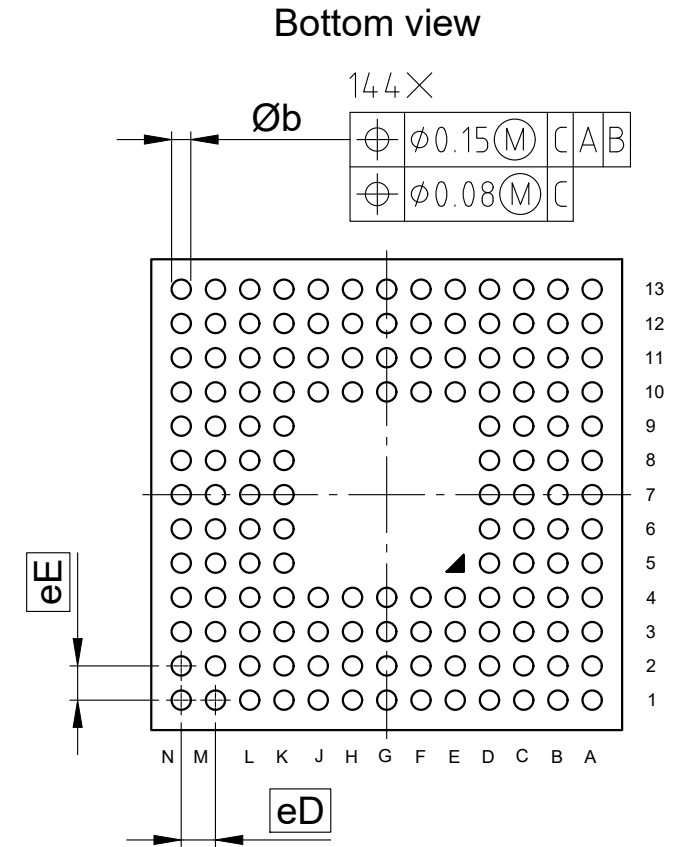 Bottom view
144×
Øb
⌖ ⌀0.15Ⓜ C A B
⌖ ⌀0.08Ⓜ C
13
12
11
10
9
8
7
6
5
4
3
2
1
eE
N M L K J H G F E D C B A
eD